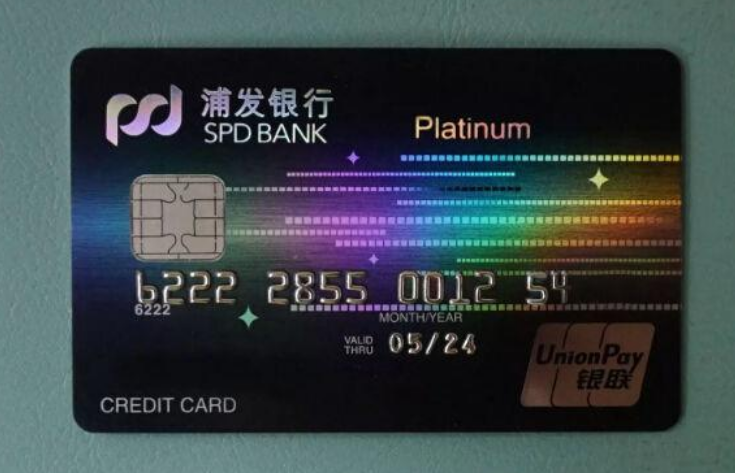 浦发银行
SPD BANK
Platinum
6222 2855 0012 54
6222
MONTH/YEAR
VALID THRU 05/24
UnionPay
银联
CREDIT CARD